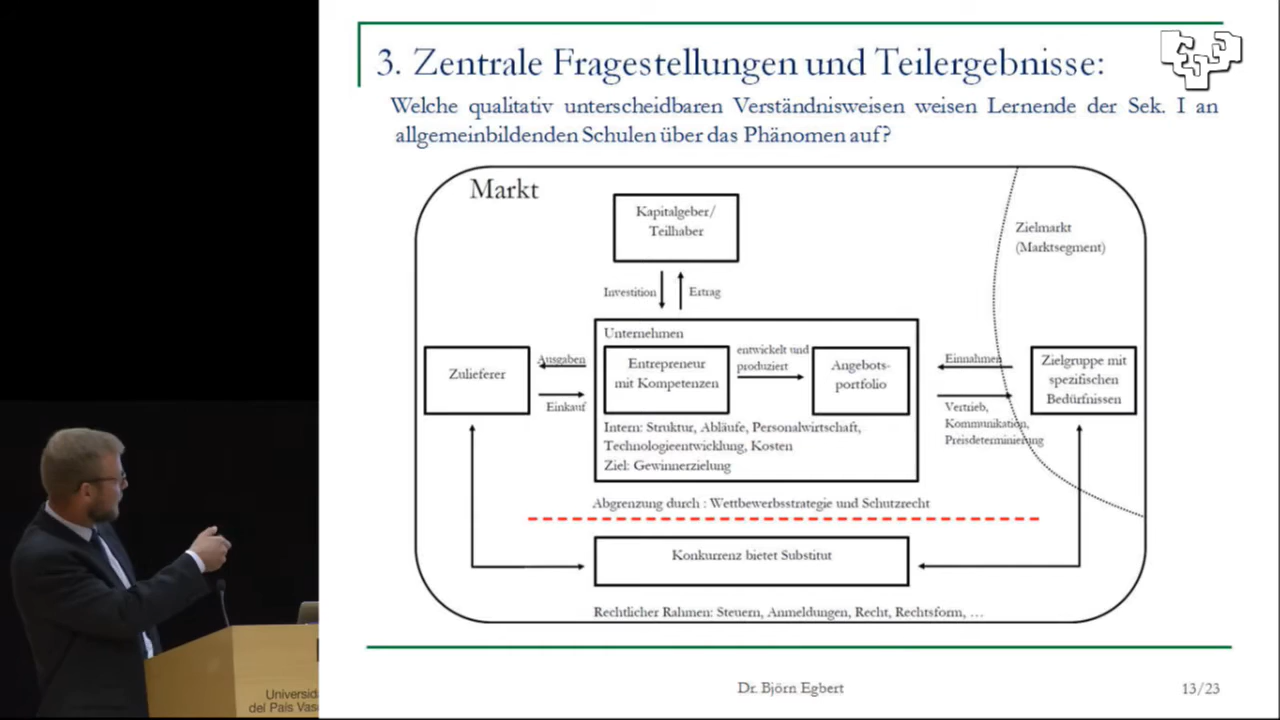 3. Zentrale Fragestellungen und Teilergebnisse:
Welche qualitativ unterscheidbaren Verständnisweisen weisen Lernende der Sek. I an
allgemeinbildenden Schulen über das Phänomen auf?
Markt
Kapitalgeber/
Teilhaber
Zielmarkt
(Marktsegment)
Investition
Ertrag
Unternehmen
Zulieferer
Ausgaben
Einkauf
Entrepreneur
mit Kompetenzen
entwickelt und
produziert
Angebots-
portfolio
Einnahmen
Vertrieb,
Kommunikation,
Preisdeterminierung
Zielgruppe mit
spezifischen
Bedürfnissen
Intern: Struktur, Abläufe, Personalwirtschaft,
Technologieentwicklung, Kosten
Ziel: Gewinnerzielung
Abgrenzung durch : Wettbewerbsstrategie und Schutzrecht
Konkurrenz bietet Substitut
Rechtlicher Rahmen: Steuern, Anmeldungen, Recht, Rechtsform, …
Dr. Björn Egbert
13/23
Universid
del País Vas